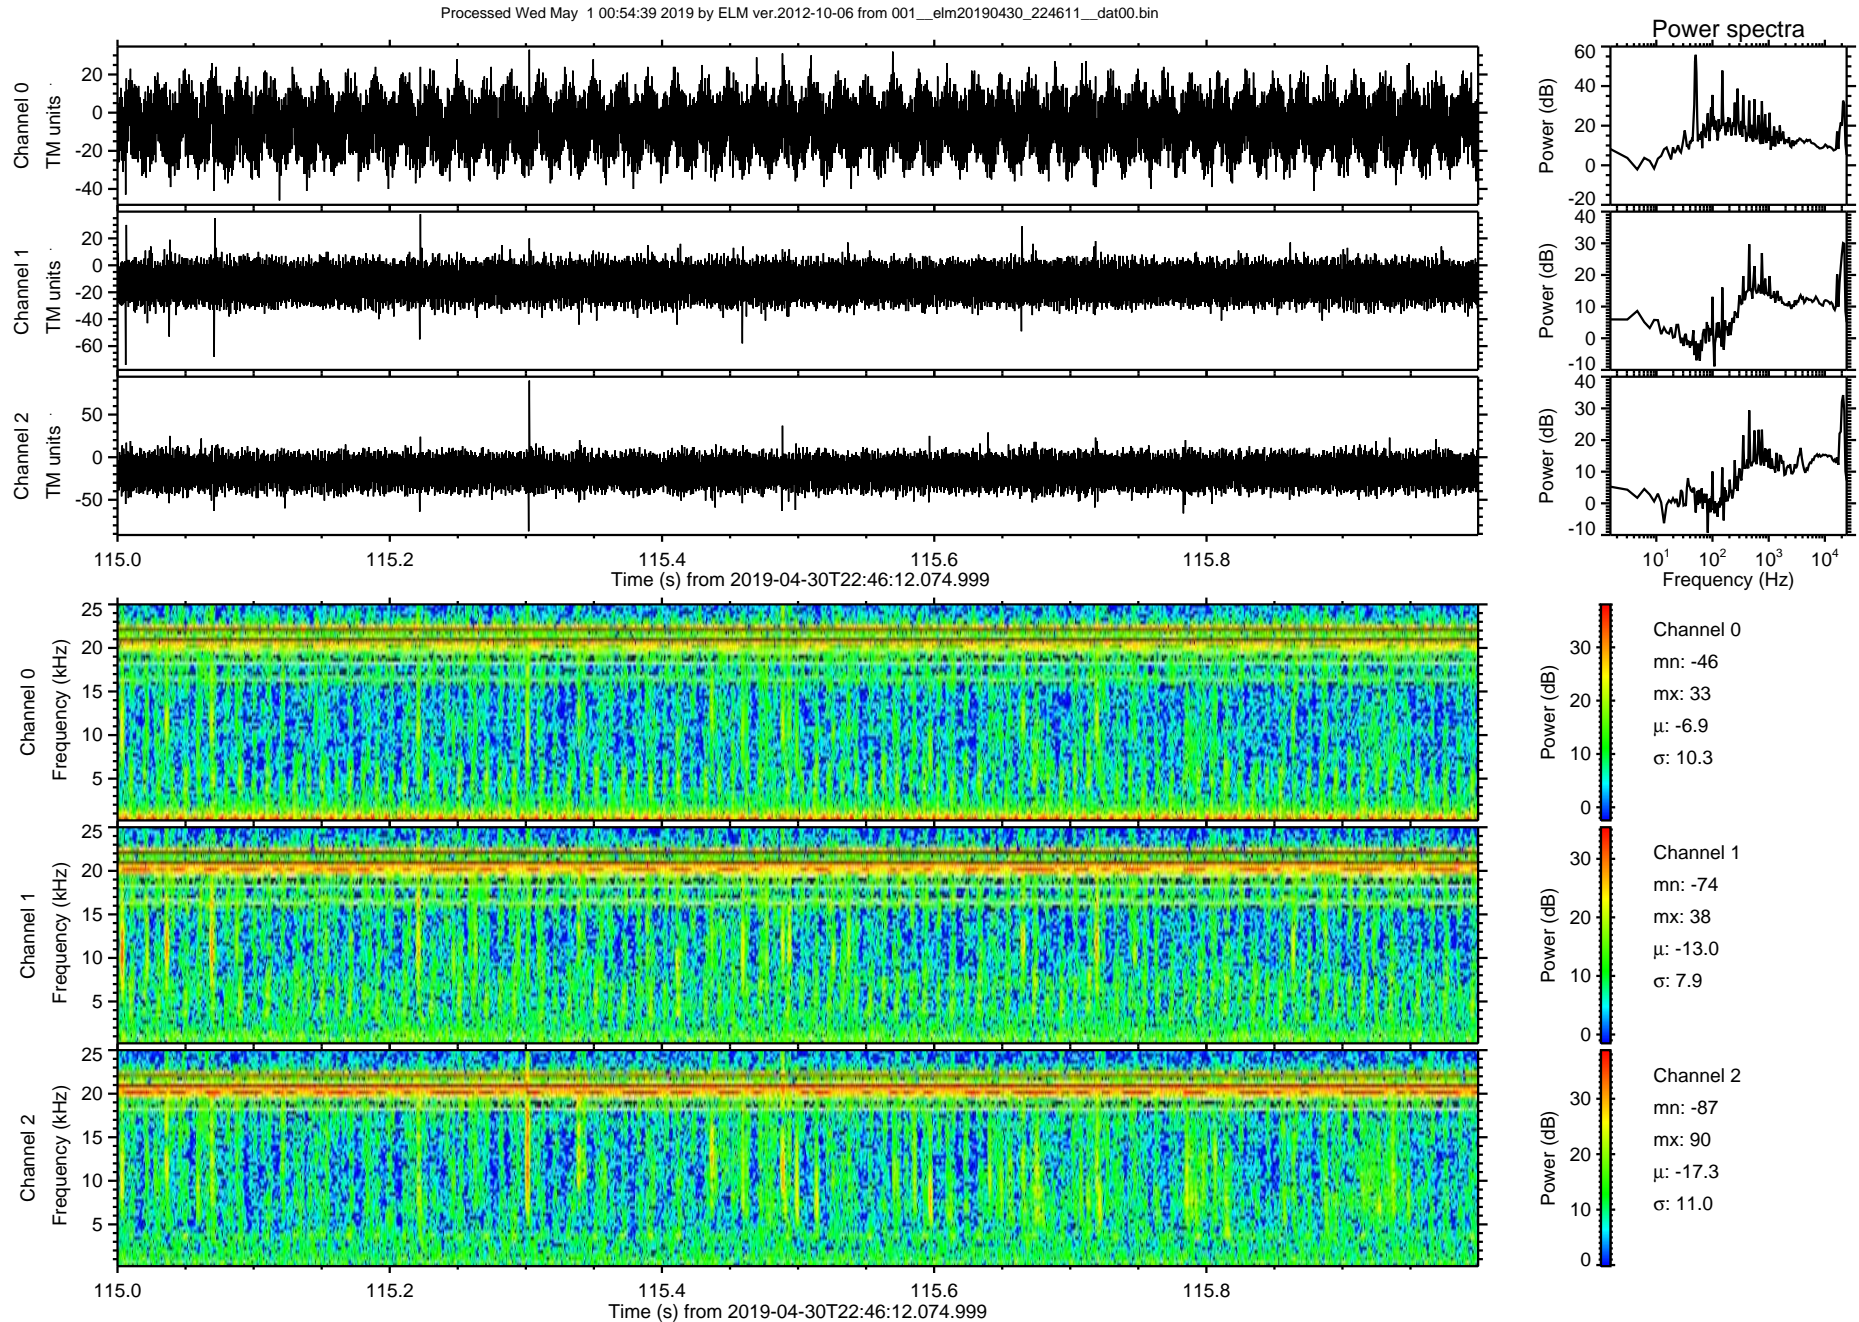 Processed Wed May  1 00:54:39 2019 by ELM ver.2012-10-06 from 001__elm20190430_224611__dat00.bin
Power spectra
Channel 0
TM units
20
0
-20
-40
Power (dB)
60
40
20
0
-20
Channel 1
TM units
20
0
-20
-40
-60
Power (dB)
40
30
20
10
0
-10
Channel 2
TM units
50
0
-50
Power (dB)
40
30
20
10
0
-10
115.0 115.2 115.4 115.6 115.8
Time (s) from 2019-04-30T22:46:12.074.999
10¹ 10² 10³ 10⁴
Frequency (Hz)
Channel 0
Frequency (kHz)
25
20
15
10
5
Power (dB)
30
20
10
0
Channel 0
mn: -46
mx: 33
μ: -6.9
σ: 10.3
Channel 1
Frequency (kHz)
25
20
15
10
5
Power (dB)
30
20
10
0
Channel 1
mn: -74
mx: 38
μ: -13.0
σ: 7.9
Channel 2
Frequency (kHz)
25
20
15
10
5
Power (dB)
30
20
10
0
Channel 2
mn: -87
mx: 90
μ: -17.3
σ: 11.0
115.0 115.2 115.4 115.6 115.8
Time (s) from 2019-04-30T22:46:12.074.999